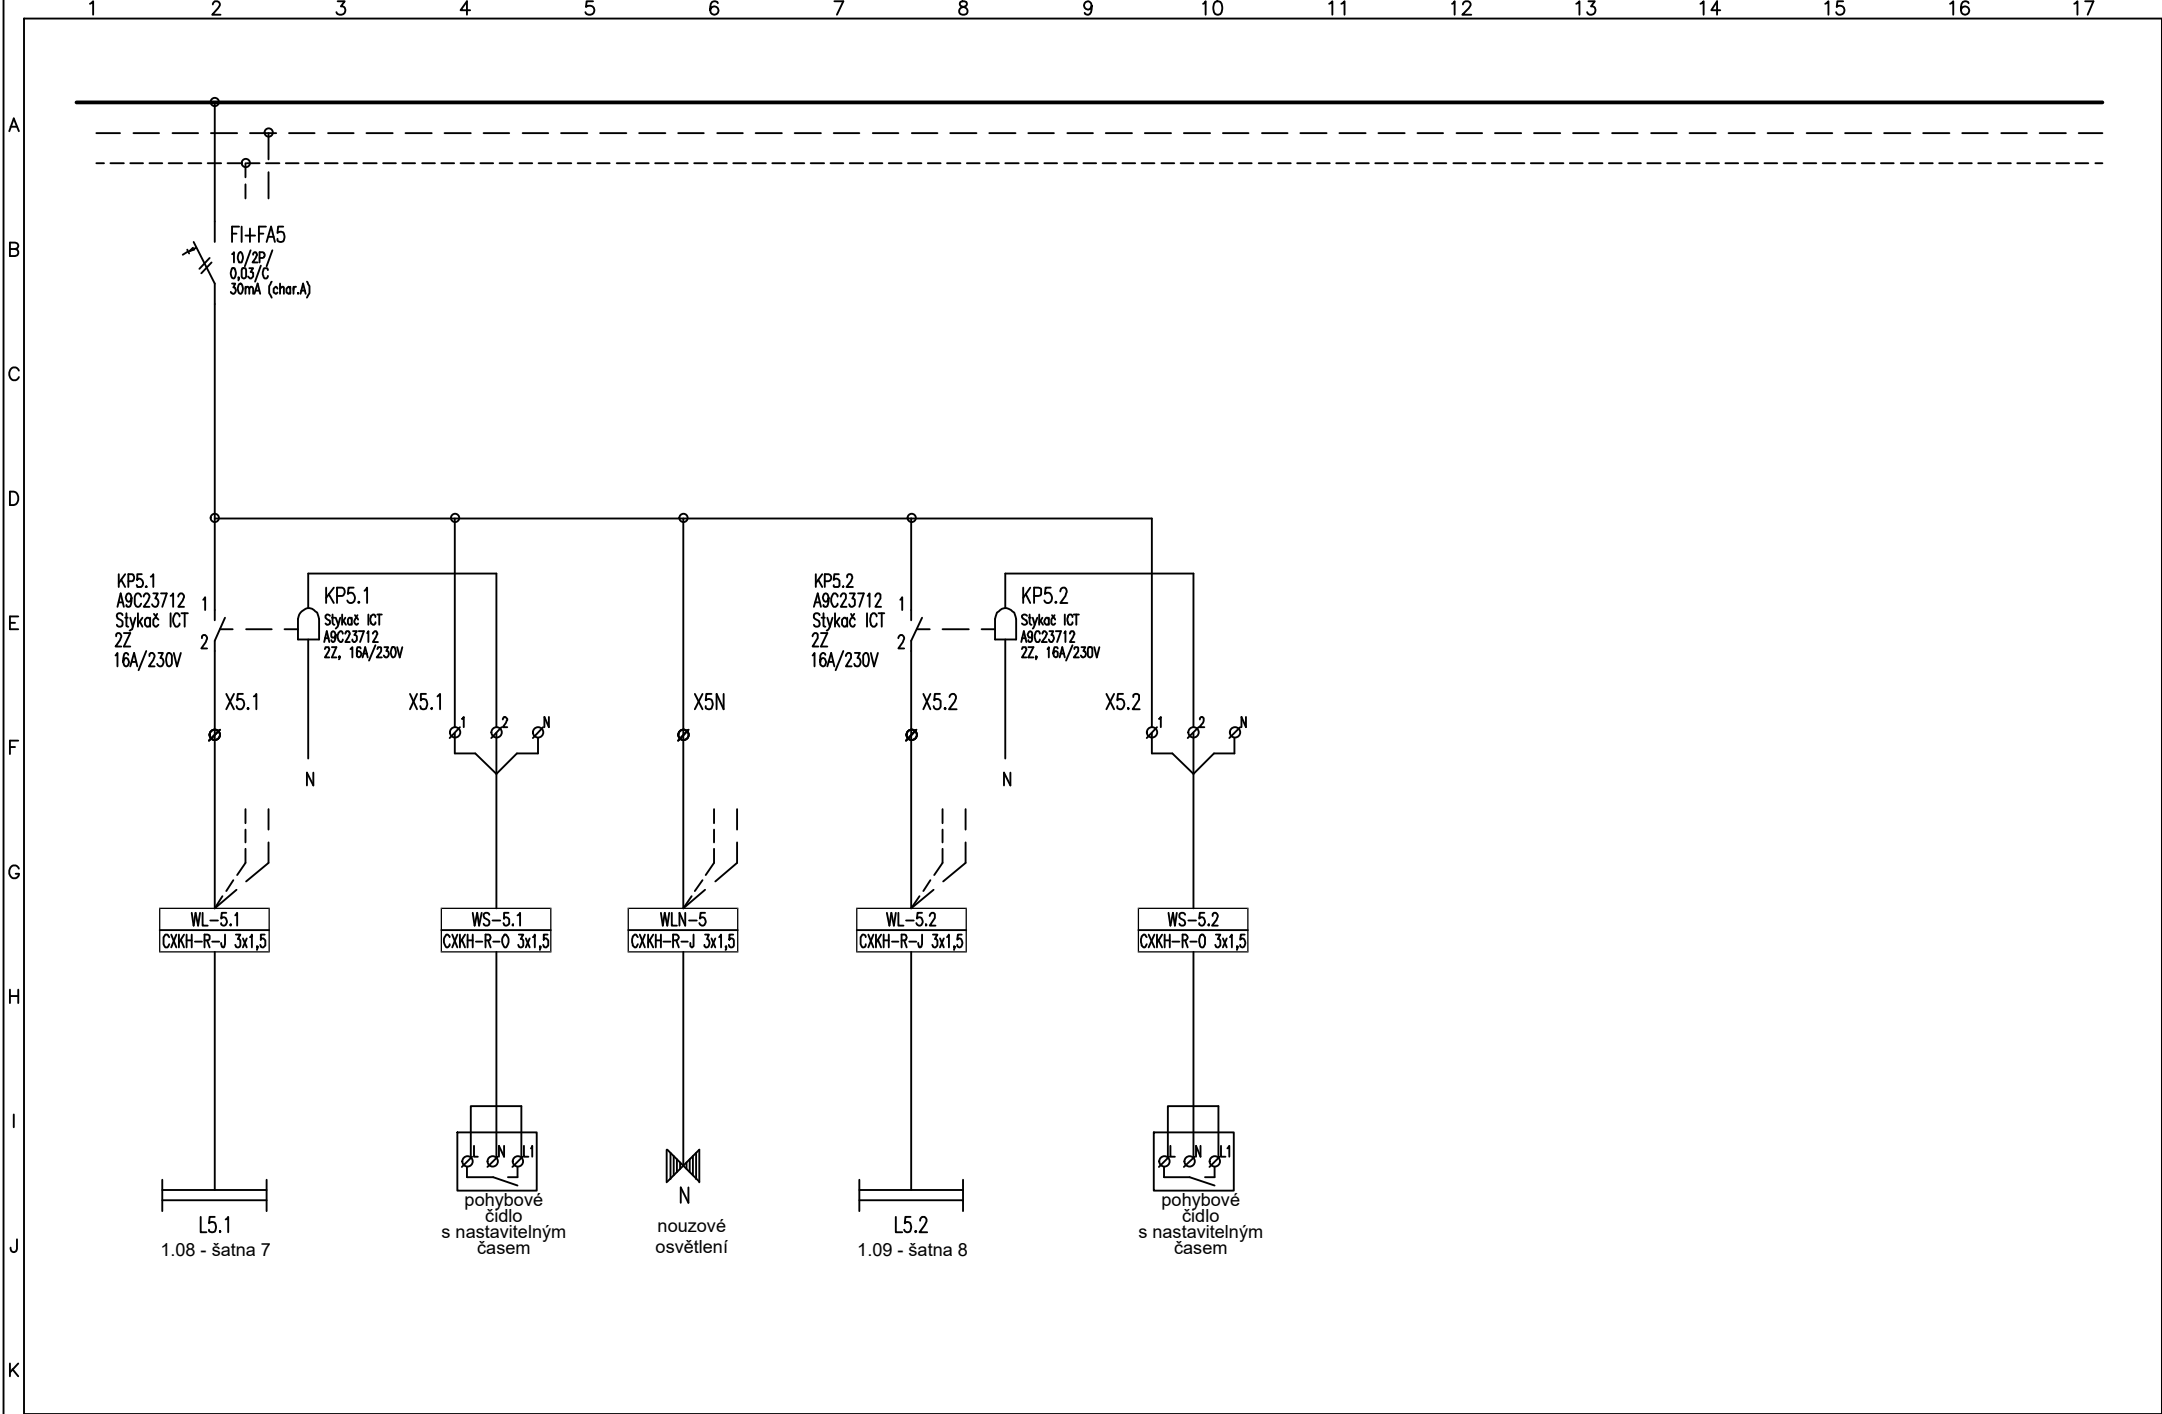 1 2 3 4 5 6 7 8 9 10 11 12 13 14 15 16 17
A
B
C
D
E
F
G
H
I
J
K
FI+FA5
10/2P/
0,03/C
30mA (char.A)
KP5.1
A9C23712
Stykač ICT
2Z
16A/230V
1
2
KP5.1
Stykač ICT
A9C23712
2Z, 16A/230V
KP5.2
A9C23712
Stykač ICT
2Z
16A/230V
1
2
KP5.2
Stykač ICT
A9C23712
2Z, 16A/230V
X5.1
X5.1
1 2 N
X5N
X5.2
X5.2
1 2 N
N
N
WL-5.1
CXKH-R-J 3x1,5
WS-5.1
CXKH-R-O 3x1,5
WLN-5
CXKH-R-J 3x1,5
WL-5.2
CXKH-R-J 3x1,5
WS-5.2
CXKH-R-O 3x1,5
L5.1
1.08 - šatna 7
L N L1
pohybové
čidlo
s nastavitelným
časem
N
nouzové
osvětlení
L5.2
1.09 - šatna 8
L N L1
pohybové
čidlo
s nastavitelným
časem